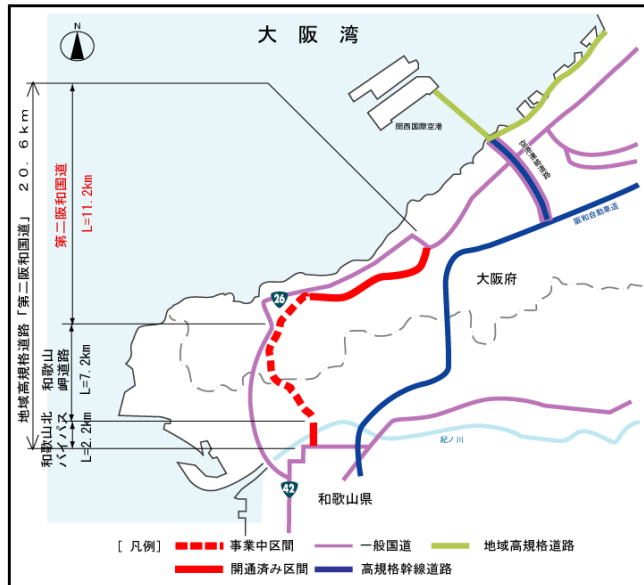 N
大阪湾
関西国際空港
関西空港道
阪和自動車道
大阪府
26
紀ノ川
42
和歌山県
地域高規格道路「第二阪和国道」 20.6km
第二阪和国道
L=11.2km
和歌山
岬道路
L=7.2km
和歌山北
バイパス
L=2.2km
[凡例]
事業中区間
一般国道
地域高規格道路
開通済み区間
高規格幹線道路